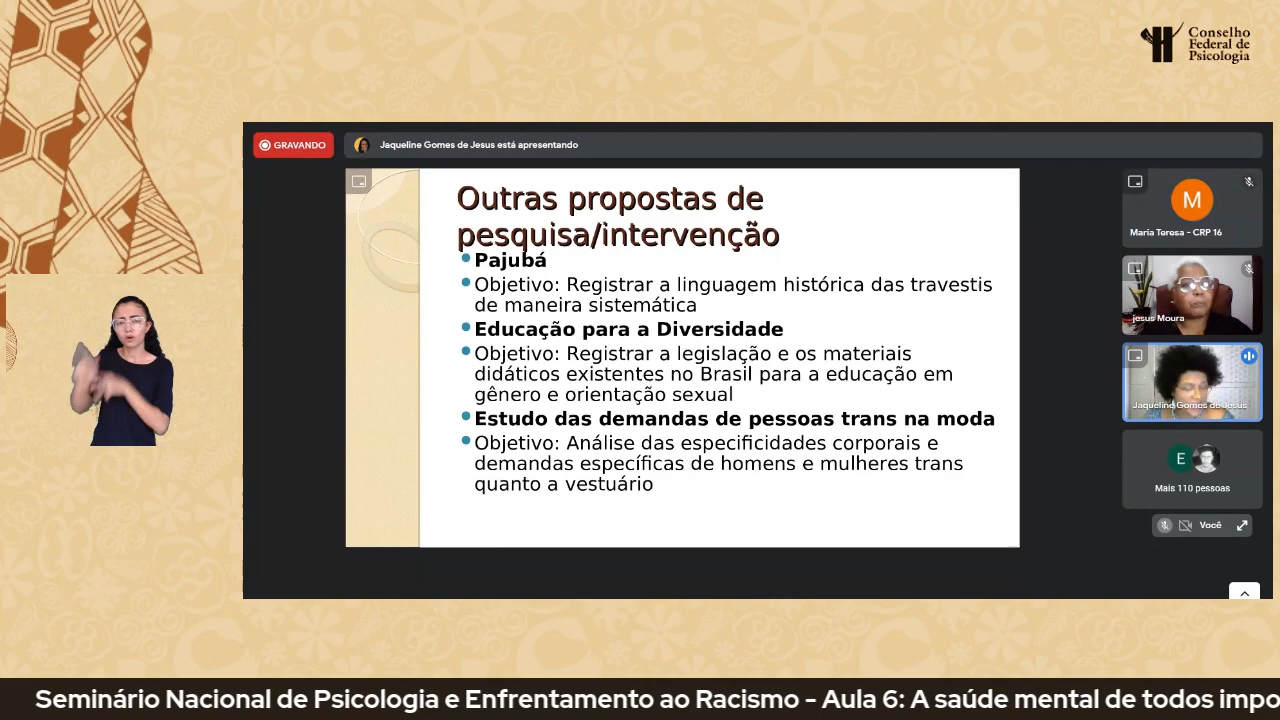 Conselho
Federal de
Psicologia
GRAVANDO
Jaqueline Gomes de Jesus está apresentando
Outras propostas de
pesquisa/intervenção
Pajubá
Objetivo: Registrar a linguagem histórica das travestis
de maneira sistemática
Educação para a Diversidade
Objetivo: Registrar a legislação e os materiais
didáticos existentes no Brasil para a educação em
gênero e orientação sexual
Estudo das demandas de pessoas trans na moda
Objetivo: Análise das especificidades corporais e
demandas específicas de homens e mulheres trans
quanto a vestuário
M
Maria Teresa - CRP 16
jesus Moura
Jaqueline Gomes de Jesus
E
Mais 110 pessoas
Você
Seminário Nacional de Psicologia e Enfrentamento ao Racismo - Aula 6: A saúde mental de todos impo